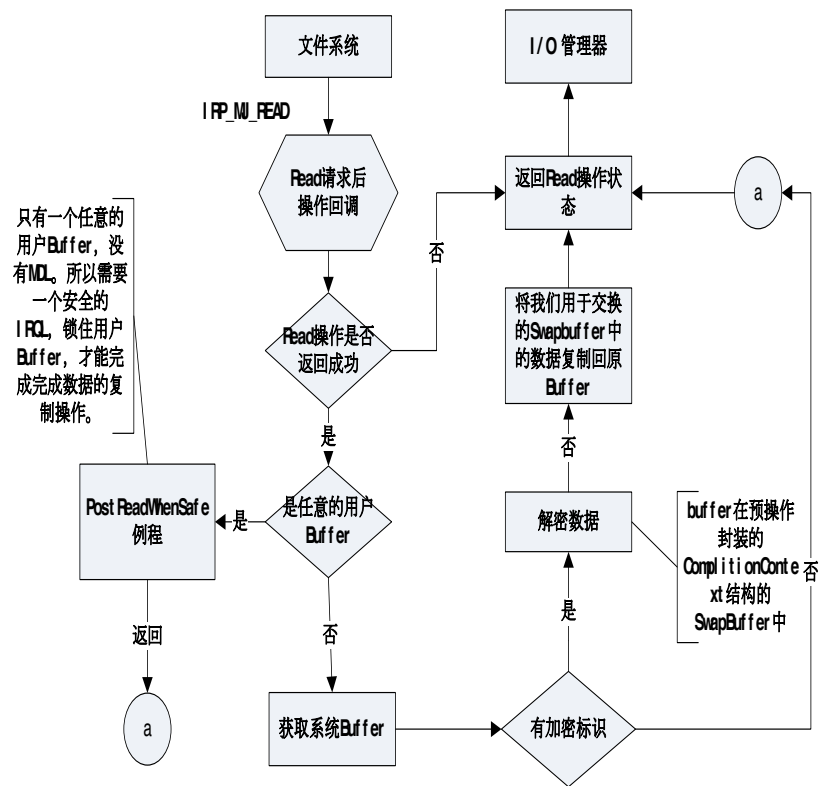 文件系统
I/O 管理器
IRP_MJ_READ
Read请求后
操作回调
返回Read操作状
态
a
只有一个任意的
用户Buffer，没
有MDL。所以需要
一个安全的
IRQL，锁住用户
Buffer，才能完
成完成数据的复
制操作。
否
Read操作是否
返回成功
将我们用于交换
的Swapbuffer中
的数据复制回原
Buffer
是
否
PostReadWhenSafe
例程
是
是任意的用户
Buffer
解密数据
buffer在预操作
封装的
ComplitionConte
xt结构的
SwapBuffer中
否
返回
否
是
a
获取系统Buffer
有加密标识